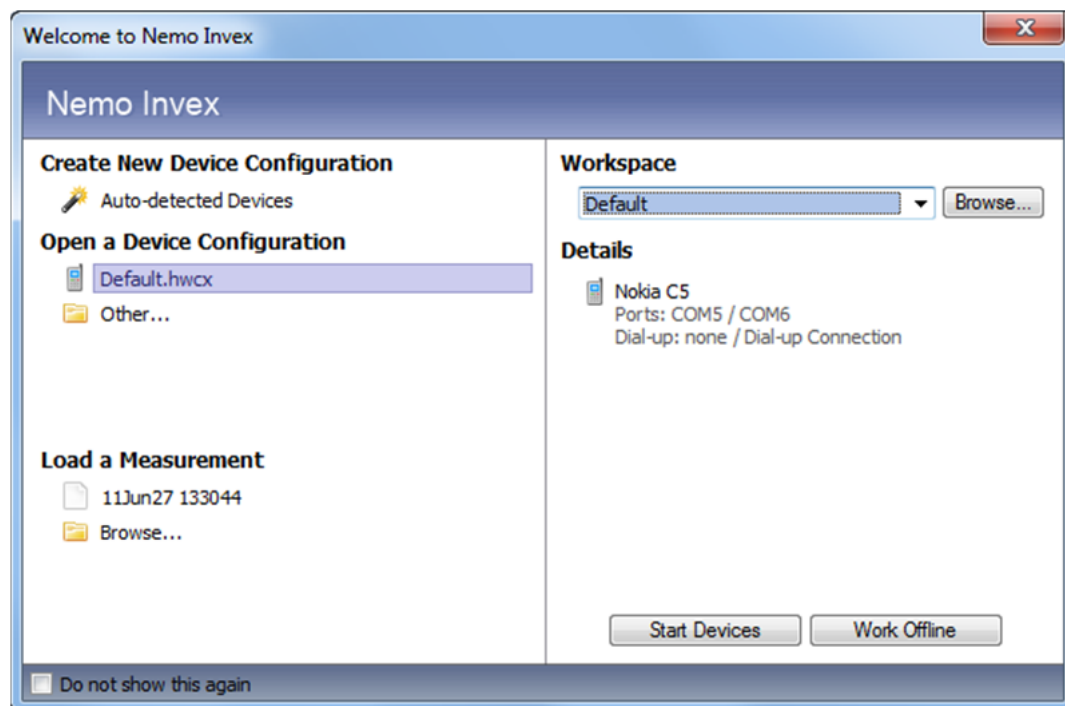 Welcome to Nemo Invex
Nemo Invex
Create New Device Configuration
Auto-detected Devices
Open a Device Configuration
Default.hwcx
Other...
Load a Measurement
11Jun27 133044
Browse...
Workspace
Default
Browse...
Details
Nokia C5
Ports: COM5 / COM6
Dial-up: none / Dial-up Connection
Start Devices
Work Offline
Do not show this again